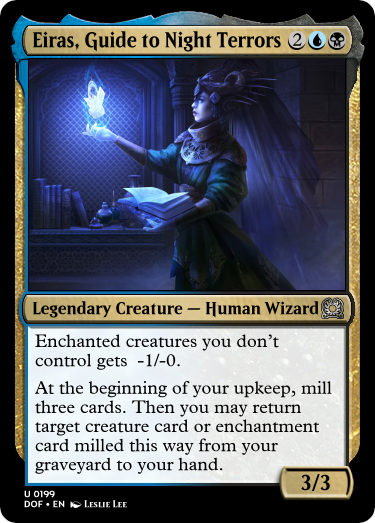 Eiras, Guide to Night Terrors 2
Legendary Creature — Human Wizard
Enchanted creatures you don't
control gets -1/-0.
At the beginning of your upkeep, mill
three cards. Then you may return
target creature card or enchantment
card milled this way from your
graveyard to your hand.
3/3
U 0199
DOF • EN Leslie Lee